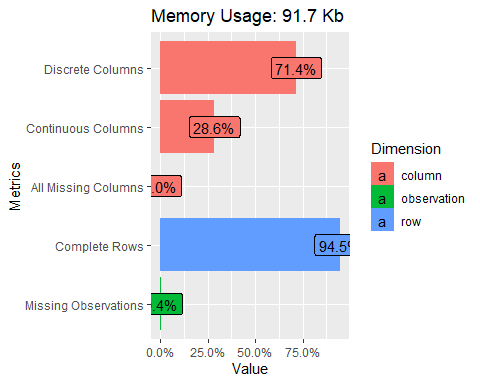 Memory Usage: 91.7 Kb
Discrete Columns
71.4%
Continuous Columns
28.6%
All Missing Columns
.0%
Complete Rows
94.5%
Missing Observations
.4%
0.0% 25.0% 50.0% 75.0%
Value
Metrics
Dimension
a column
a observation
a row